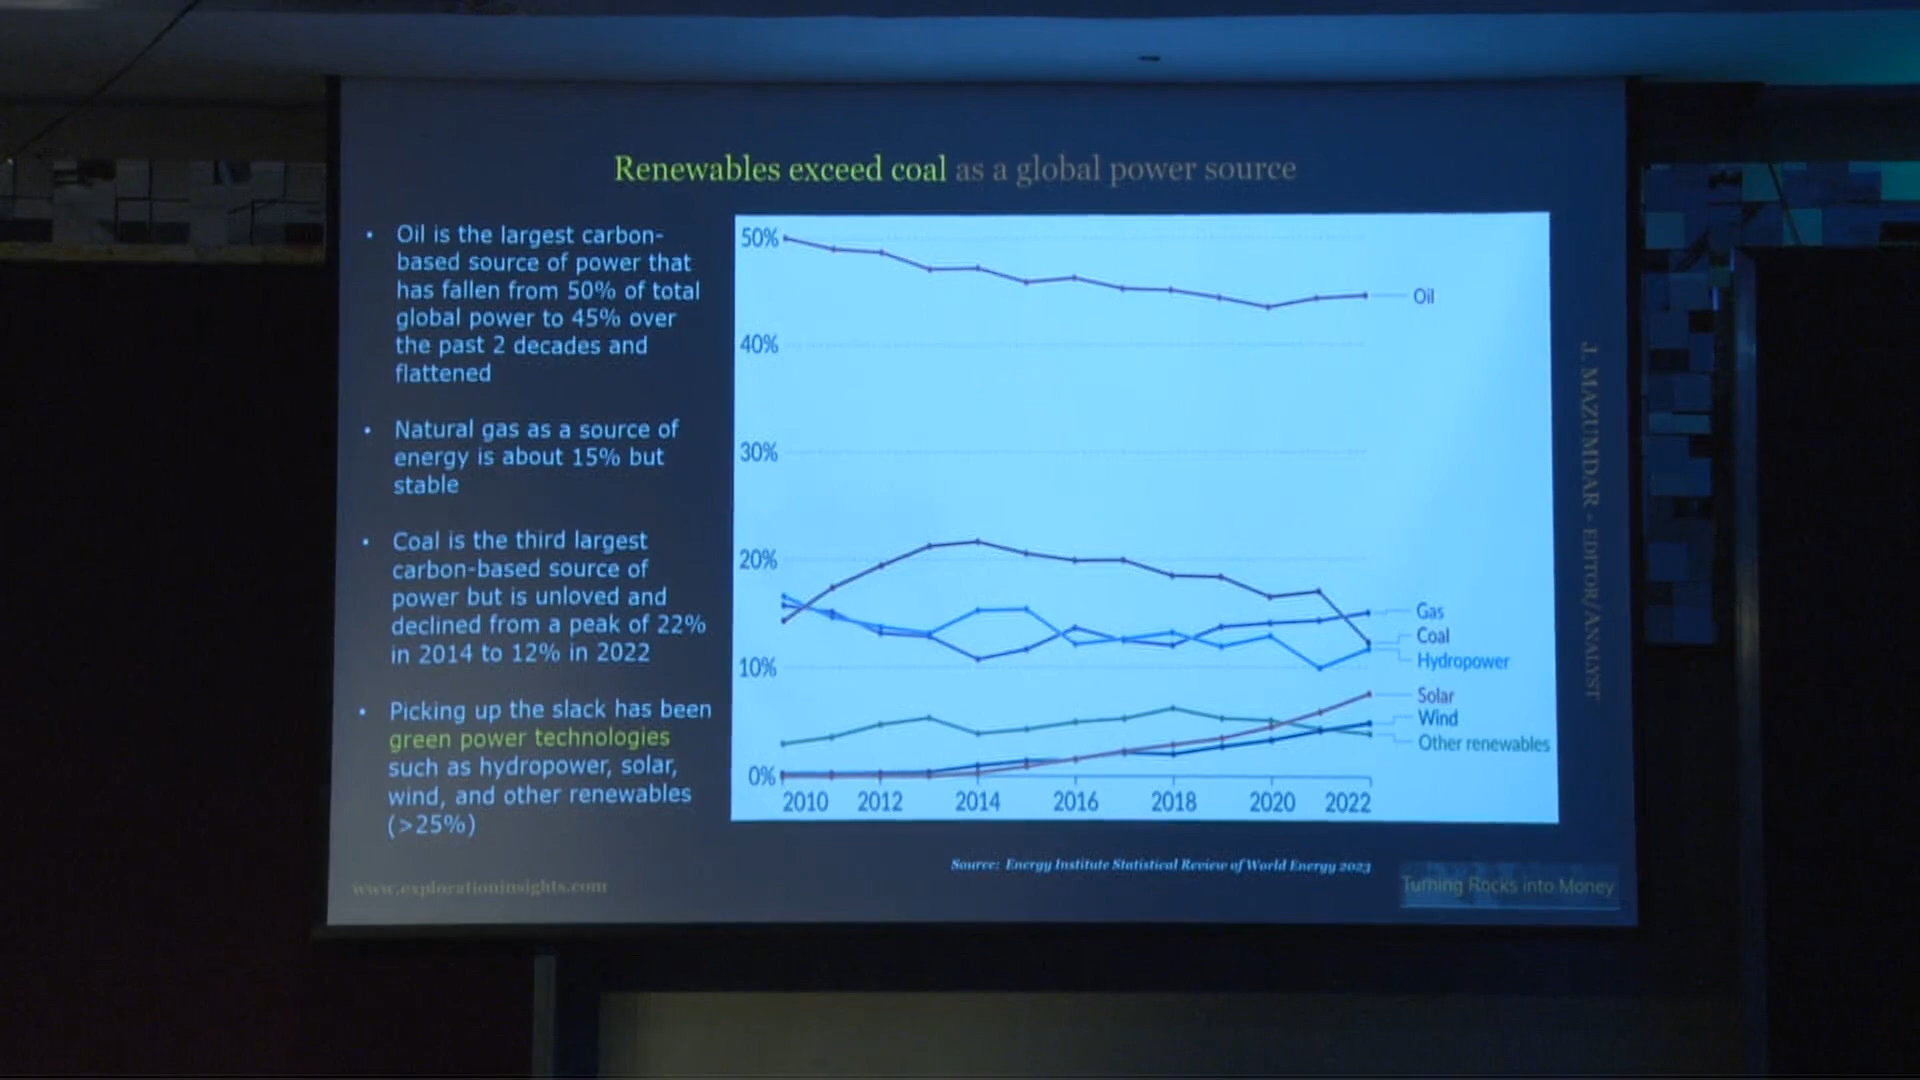 Renewables exceed coal as a global power source
• Oil is the largest carbon-
based source of power that
has fallen from 50% of total
global power to 45% over
the past 2 decades and
flattened
• Natural gas as a source of
energy is about 15% but
stable
• Coal is the third largest
carbon-based source of
power but is unloved and
declined from a peak of 22%
in 2014 to 12% in 2022
• Picking up the slack has been
green power technologies
such as hydropower, solar,
wind, and other renewables
(>25%)
50%
40%
30%
20%
10%
0%
2010 2012 2014 2016 2018 2020 2022
Oil
Gas
Coal
Hydropower
Solar
Wind
Other renewables
J. MAZUMDAR - EDITOR/ANALYST
Source: Energy Institute Statistical Review of World Energy 2023
www.explorationinsights.com
Turning Rocks into Money